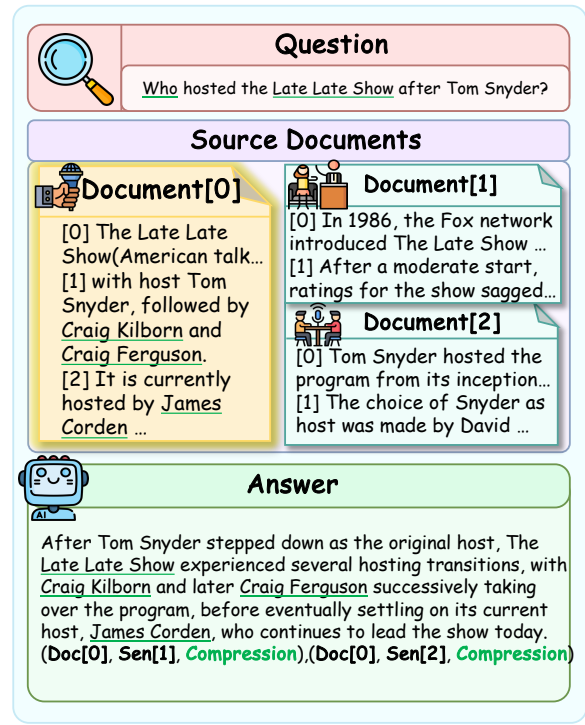 Question
Who hosted the Late Late Show after Tom Snyder?
Source Documents
Document[0]
[0] The Late Late
Show(American talk...
[1] with host Tom
Snyder, followed by
Craig Kilborn and
Craig Ferguson.
[2] It is currently
hosted by James
Corden ...
Document[1]
[0] In 1986, the Fox network
introduced The Late Show ...
[1] After a moderate start,
ratings for the show sagged...
Document[2]
[0] Tom Snyder hosted the
program from its inception...
[1] The choice of Snyder as
host was made by David ...
AI
Answer
After Tom Snyder stepped down as the original host, The
Late Late Show experienced several hosting transitions, with
Craig Kilborn and later Craig Ferguson successively taking
over the program, before eventually settling on its current
host, James Corden, who continues to lead the show today.
(Doc[0], Sen[1], Compression),(Doc[0], Sen[2], Compression)